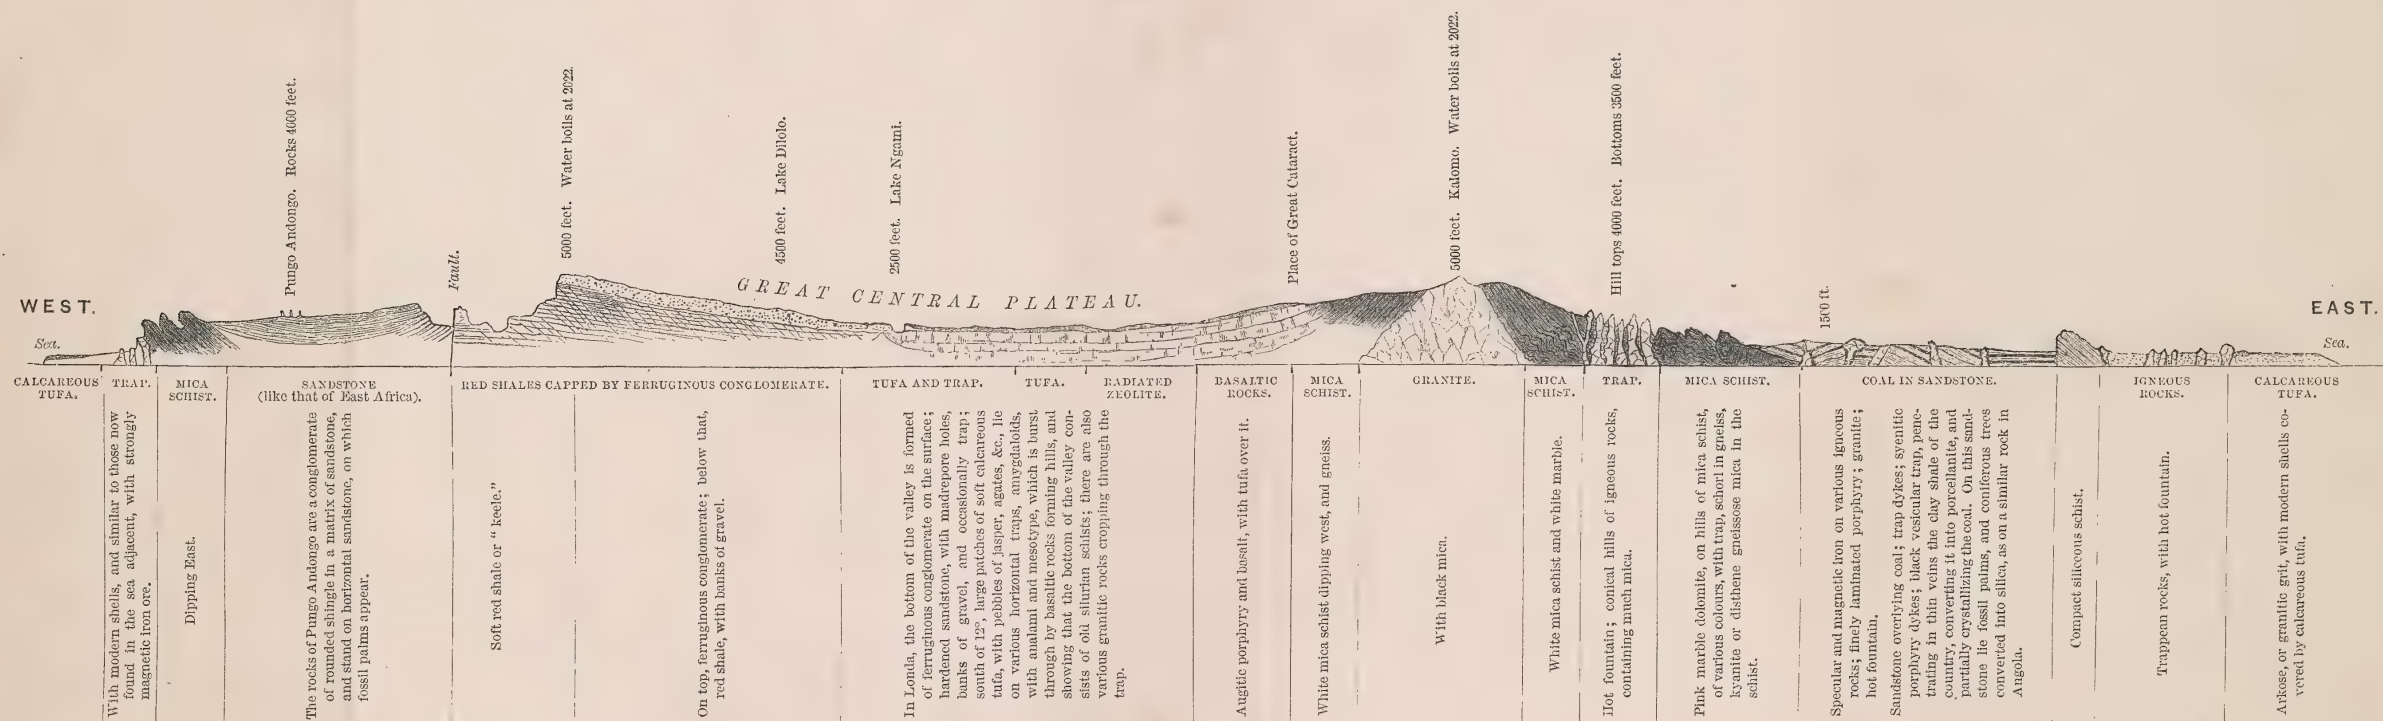 Pungo Andongo. Rocks 4000 feet.
Fault.
5000 feet. Water boils at 2022.
4500 feet. Lake Dilolo.
2500 feet. Lake Ngami.
Place of Great Cataract.
5000 feet. Kalomo. Water boils at 2022.
Hill tops 4000 feet. Bottoms 3500 feet.
1500 ft.
GREAT CENTRAL PLATEAU.
WEST.
EAST.
Sea.
Sea.
CALCAREOUS
TUFA.
TRAP.
MICA
SCHIST.
SANDSTONE
(like that of East Africa).
RED SHALES CAPPED BY FERRUGINOUS CONGLOMERATE.
TUFA AND TRAP.
TUFA.
RADIATED
ZEOLITE.
BASALTIC
ROCKS.
MICA
SCHIST.
GRANITE.
MICA
SCHIST.
TRAP.
MICA SCHIST.
COAL IN SANDSTONE.
IGNEOUS
ROCKS.
CALCAREOUS
TUFA.
With modern shells, and similar to those now
found in the sea adjacent, with strongly
magnetic iron ore.
Dipping East.
The rocks of Pungo Andongo are a conglomerate
of rounded shingle in a matrix of sandstone,
and stand on horizontal sandstone, on which
fossil palms appear.
Soft red shale or "keele."
On top, ferruginous conglomerate; below that,
red shale, with banks of gravel.
In Londa, the bottom of the valley is formed
of ferruginous conglomerate on the surface;
hardened sandstone, with madrepore holes,
banks of gravel, and occasionally trap;
south of 12°, large patches of soft calcareous
tufa, with pebbles of jasper, agates, &c., lie
on various horizontal traps, amygdaloids,
with analami and mesotype, which is burst
through by basaltic rocks forming hills, and
showing that the bottom of the valley con-
sists of old silurian schists; there are also
various granitic rocks cropping through the
trap.
Augitic porphyry and basalt, with tufa over it.
White mica schist dipping west, and gneiss.
With black mica.
White mica schist and white marble.
Hot fountain; conical hills of igneous rocks,
containing much mica.
Pink marble dolomite, on hills of mica schist,
of various colours, with trap, schorl in gneiss,
kyanite or disthene gneissose mica in the
schist.
Specular and magnetic iron on various igneous
rocks; finely laminated porphyry; granite;
hot fountain.
Sandstone overlying coal; trap dykes; syenitic
porphyry dykes; black vesicular trap, pene-
trating in thin veins the clay shale of the
country, converting it into porcellanite, and
partially crystallizing the coal. On this sand-
stone lie fossil palms, and coniferous trees
converted into silica, as on a similar rock in
Angola.
Compact siliceous schist.
Trappean rocks, with hot fountain.
Arkose, or granitic grit, with modern shells co-
vered by calcareous tufa.